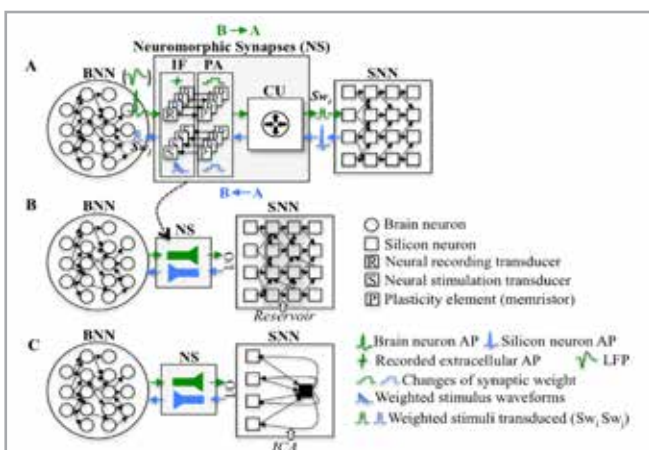 B → A
Neuromorphic Synapses (NS)
A
BNN
IF PA
CU
Swi
SNN
Swj
B ← A
B
BNN
NS
SNN
I/O
Reservoir
Brain neuron
Silicon neuron
R Neural recording transducer
S Neural stimulation transducer
P Plasticity element (memristor)
C
BNN
NS
SNN
I/O
ICA
Brain neuron AP Silicon neuron AP
Recorded extracellular AP LFP
Changes of synaptic weight
Weighted stimulus waveforms
Weighted stimuli transduced (Swi Swj)